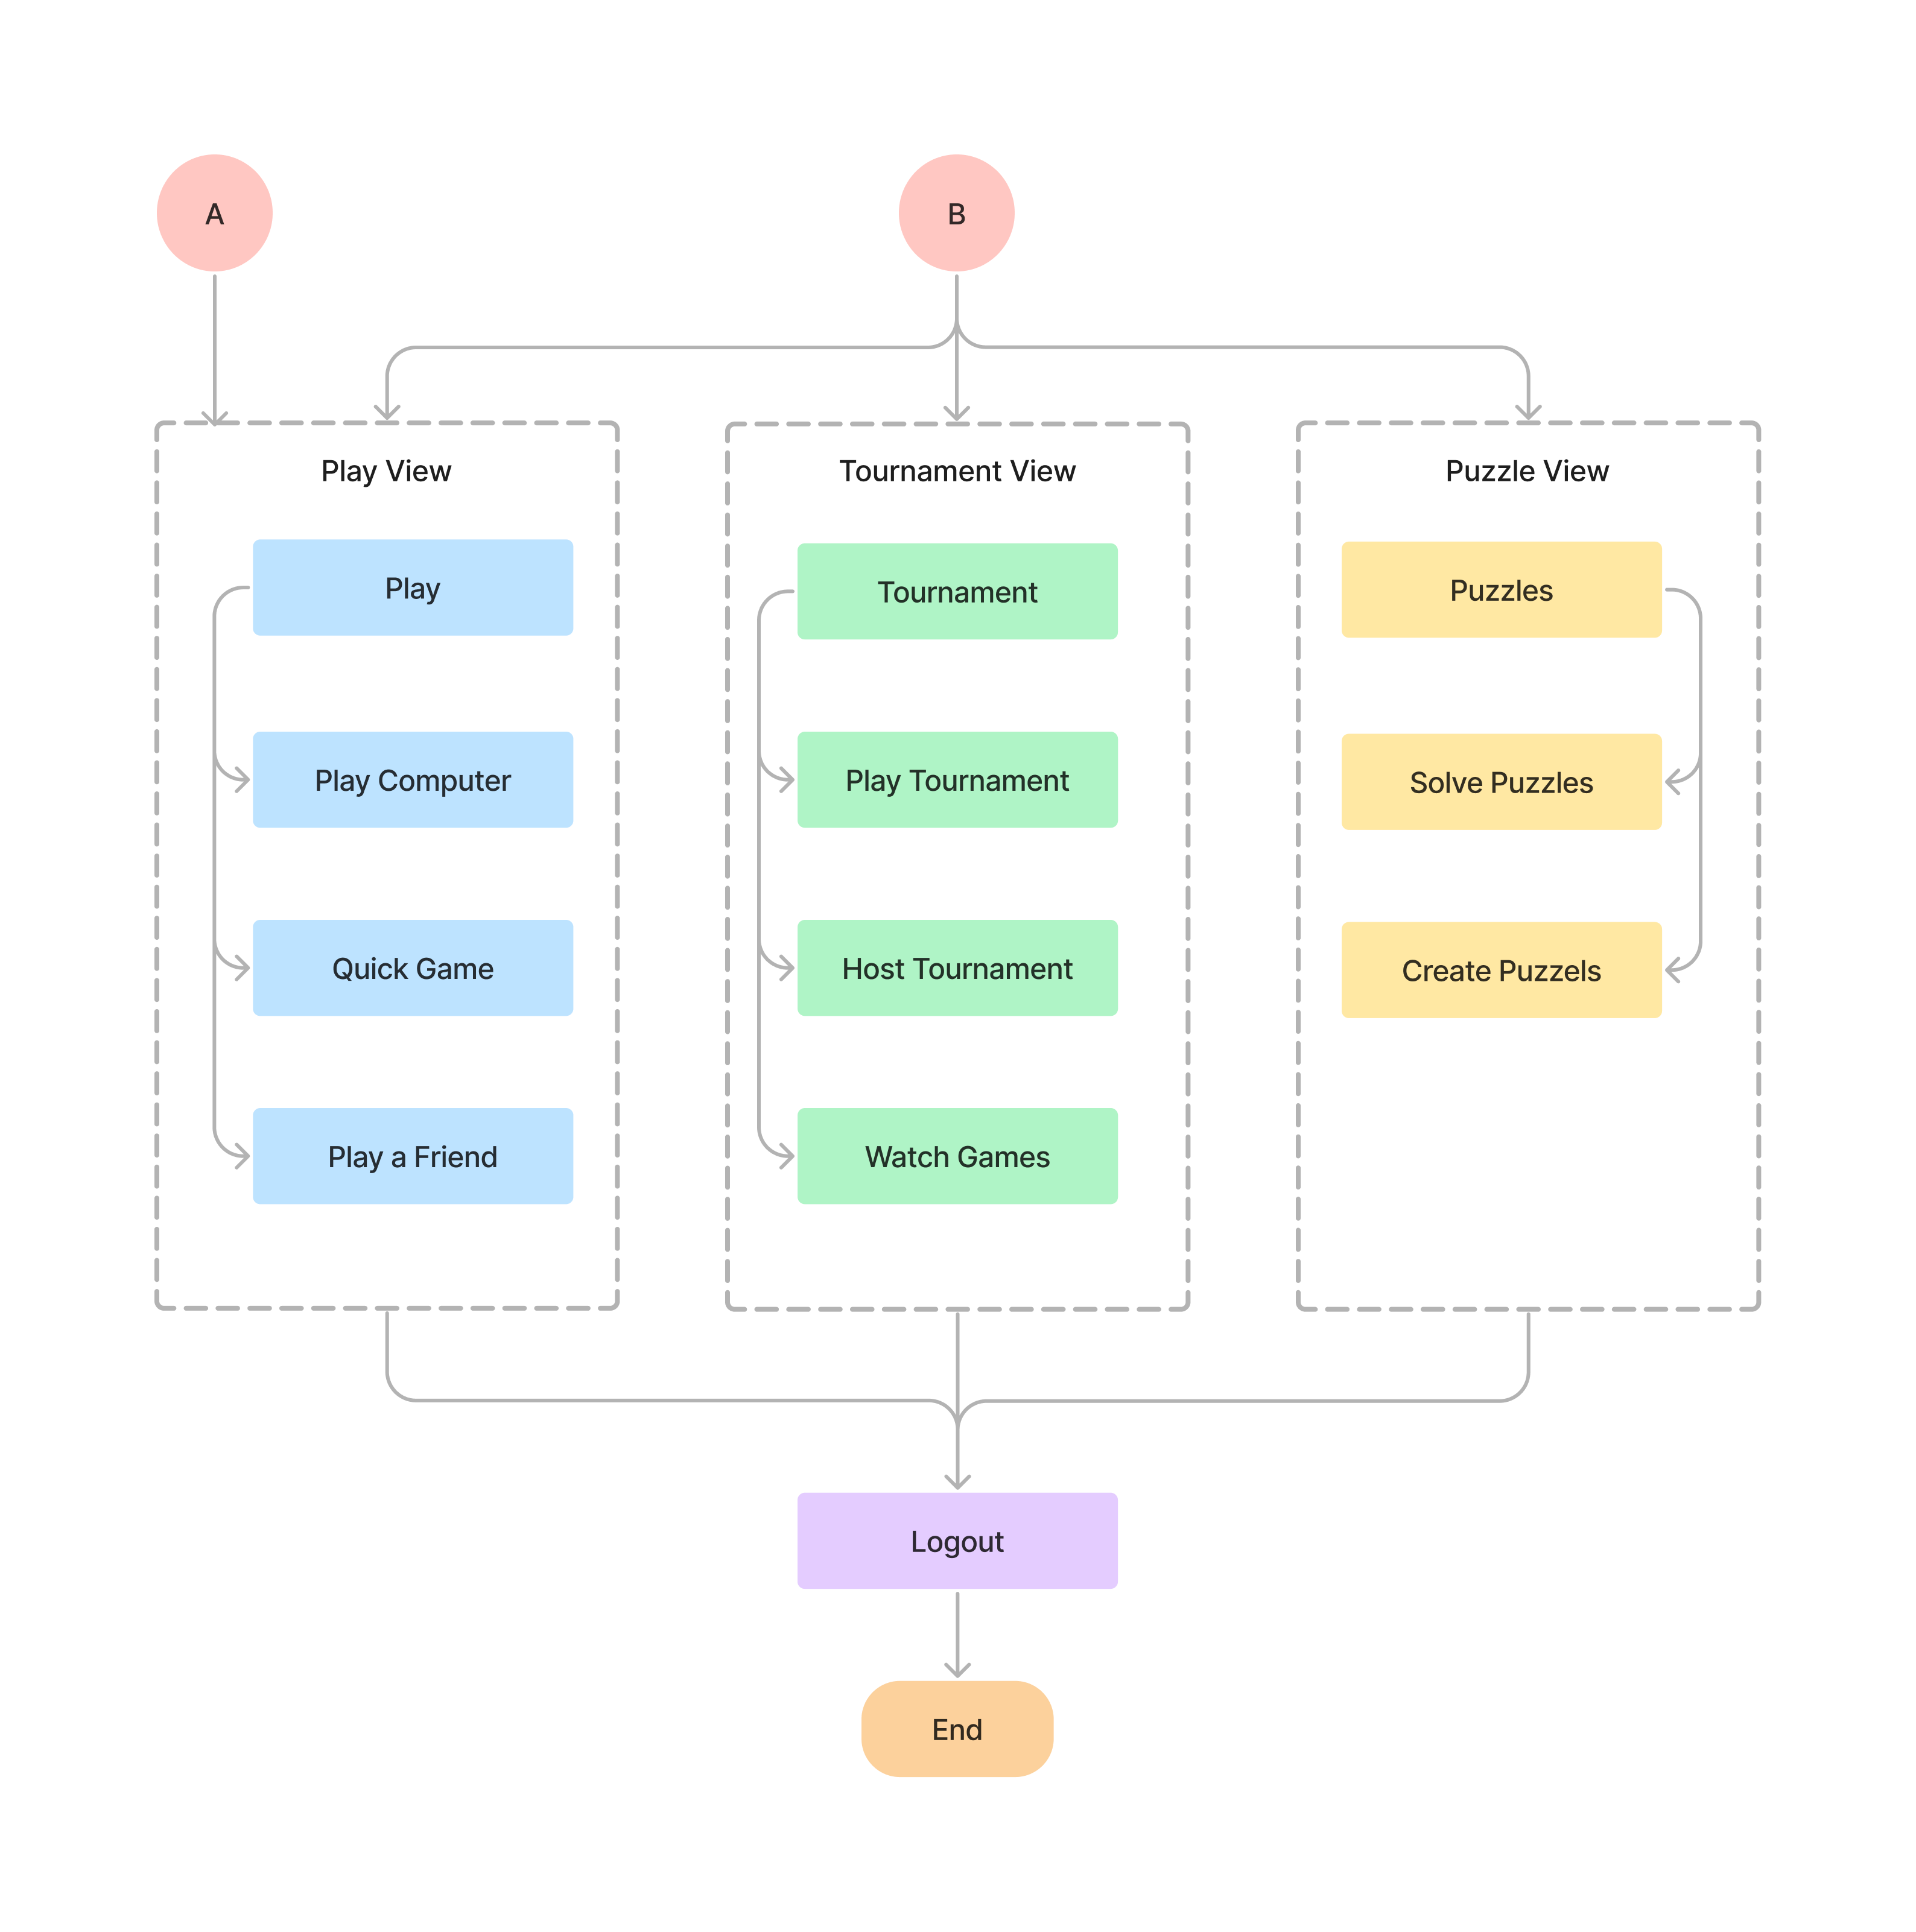 A
B
Play View
Play
Play Computer
Quick Game
Play a Friend
Tournament View
Tournament
Play Tournament
Host Tournament
Watch Games
Puzzle View
Puzzles
Solve Puzzles
Create Puzzels
Logout
End